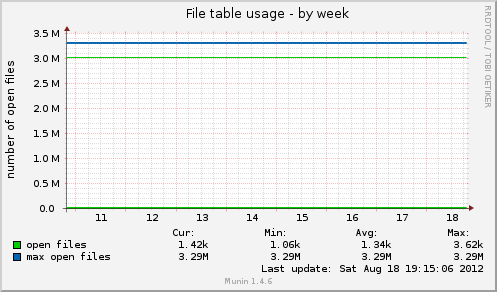 File table usage - by week
RRDTOOL / TOBI OETIKER
number of open files
3.5 M
3.0 M
2.5 M
2.0 M
1.5 M
1.0 M
0.5 M
0.0
11 12 13 14 15 16 17 18
Cur: Min: Avg: Max:
open files 1.42k 1.06k 1.34k 3.62k
max open files 3.29M 3.29M 3.29M 3.29M
Last update: Sat Aug 18 19:15:06 2012
Munin 1.4.6